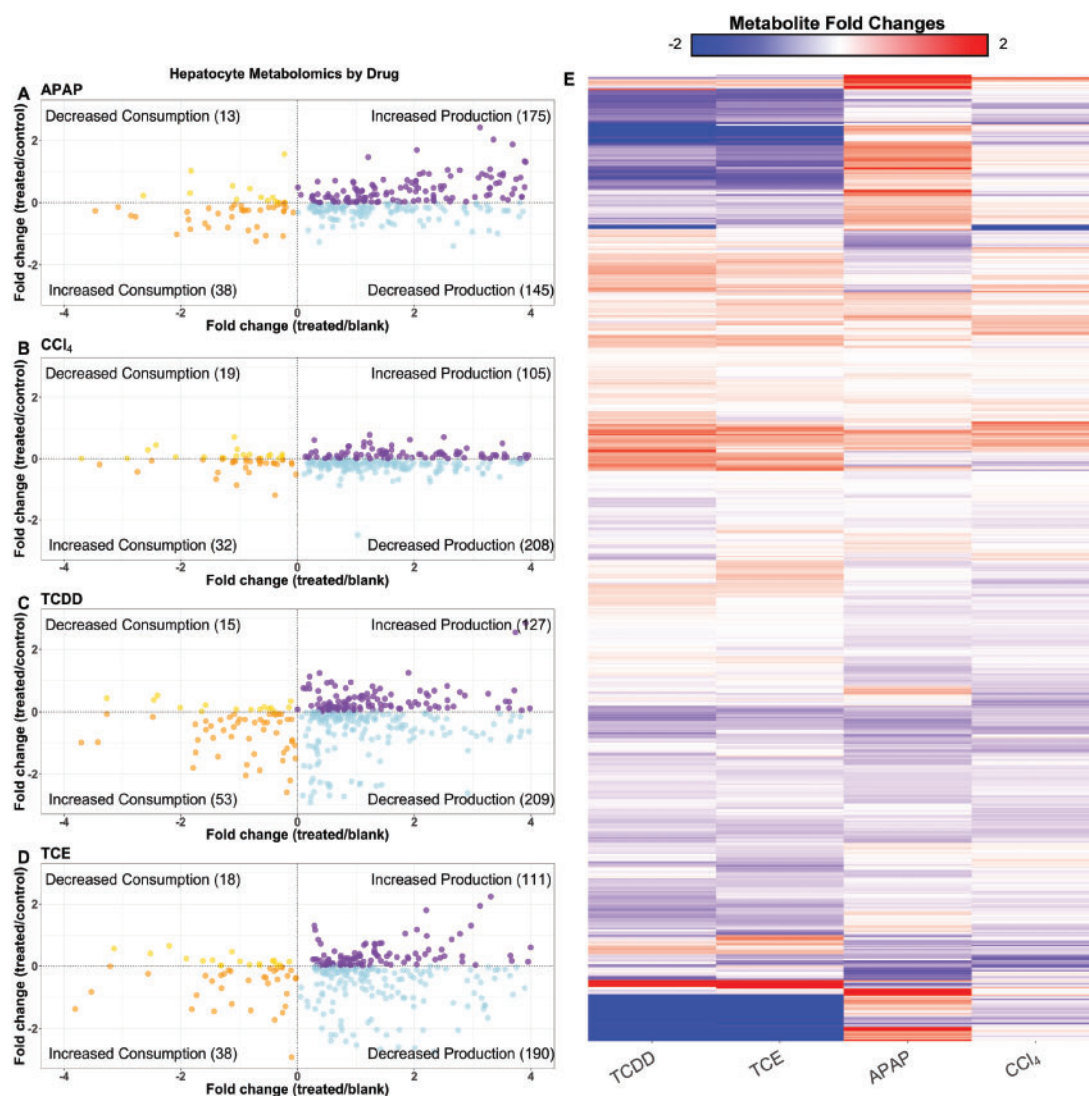 Metabolite Fold Changes
-2 2
Hepatocyte Metabolomics by Drug
E
A APAP
Decreased Consumption (13) Increased Production (175)
2
0
-2
Increased Consumption (38) Decreased Production (145)
-4 -2 0 2 4
Fold change (treated/blank)
Fold change (treated/control)
B CCl₄
Decreased Consumption (19) Increased Production (105)
2
0
-2
Increased Consumption (32) Decreased Production (208)
-4 -2 0 2 4
Fold change (treated/blank)
Fold change (treated/control)
C TCDD
Decreased Consumption (15) Increased Production (127)
2
0
-2
Increased Consumption (53) Decreased Production (209)
-4 -2 0 2 4
Fold change (treated/blank)
Fold change (treated/control)
D TCE
Decreased Consumption (18) Increased Production (111)
2
0
-2
Increased Consumption (38) Decreased Production (190)
-4 -2 0 2 4
Fold change (treated/blank)
Fold change (treated/control)
TCDD TCE APAP CCl₄